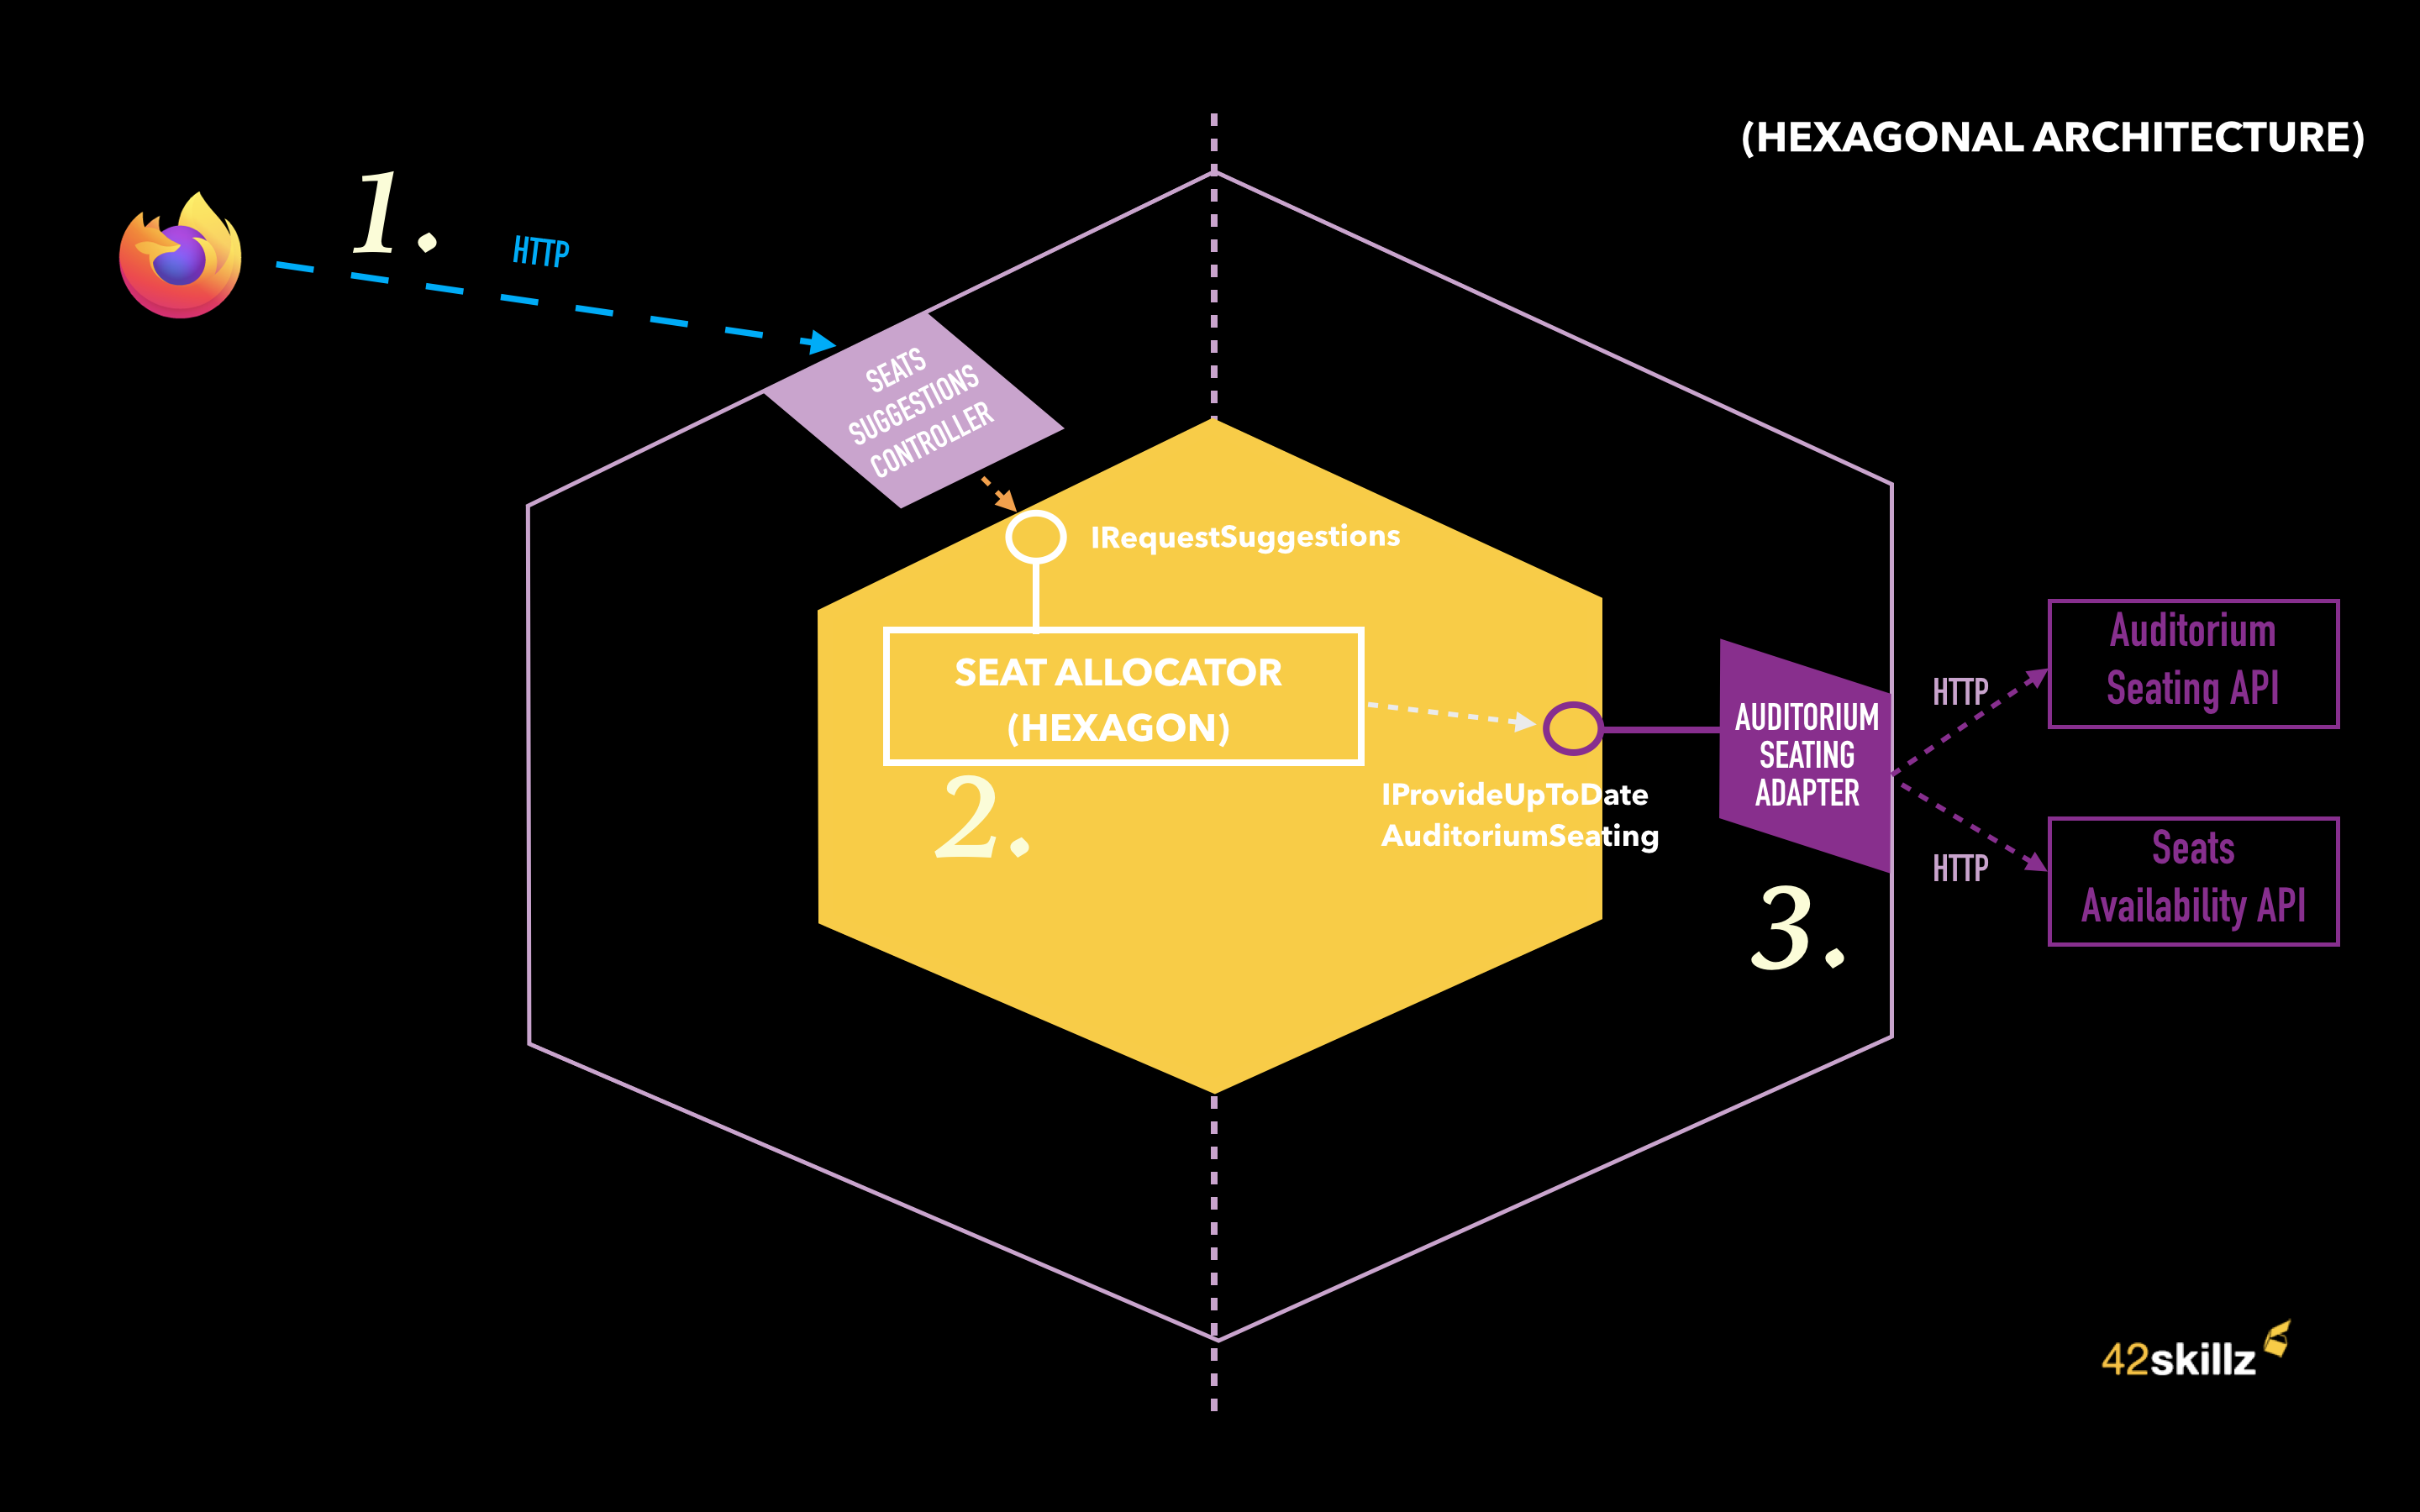 (HEXAGONAL ARCHITECTURE)
1.
HTTP
SEATS
SUGGESTIONS
CONTROLLER
IRequestSuggestions
SEAT ALLOCATOR
(HEXAGON)
2.
IProvideUpToDate
AuditoriumSeating
AUDITORIUM
SEATING
ADAPTER
3.
HTTP
Auditorium
Seating API
HTTP
Seats
Availability API
42skillz